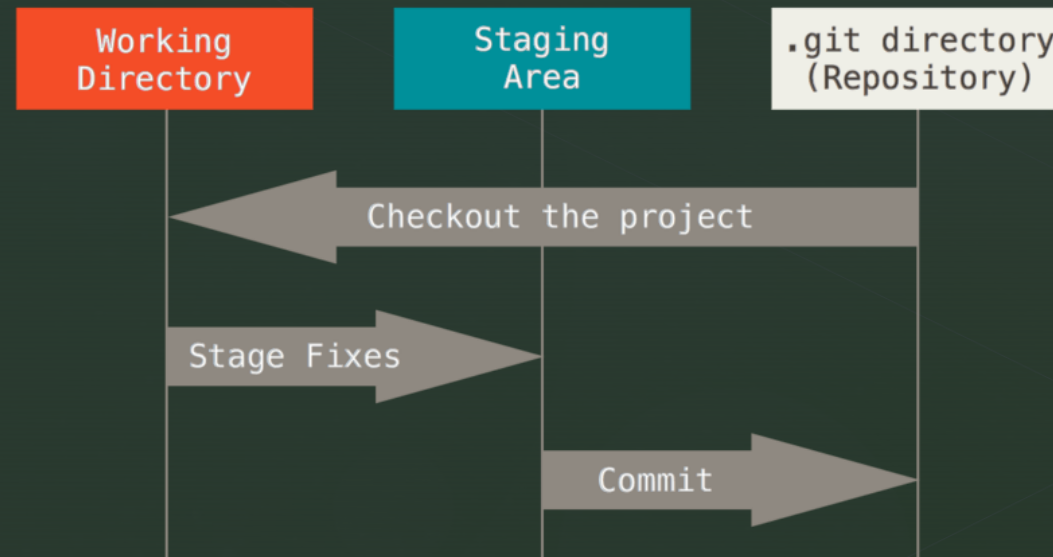 Working
Directory
Staging
Area
.git directory
(Repository)
Checkout the project
Stage Fixes
Commit